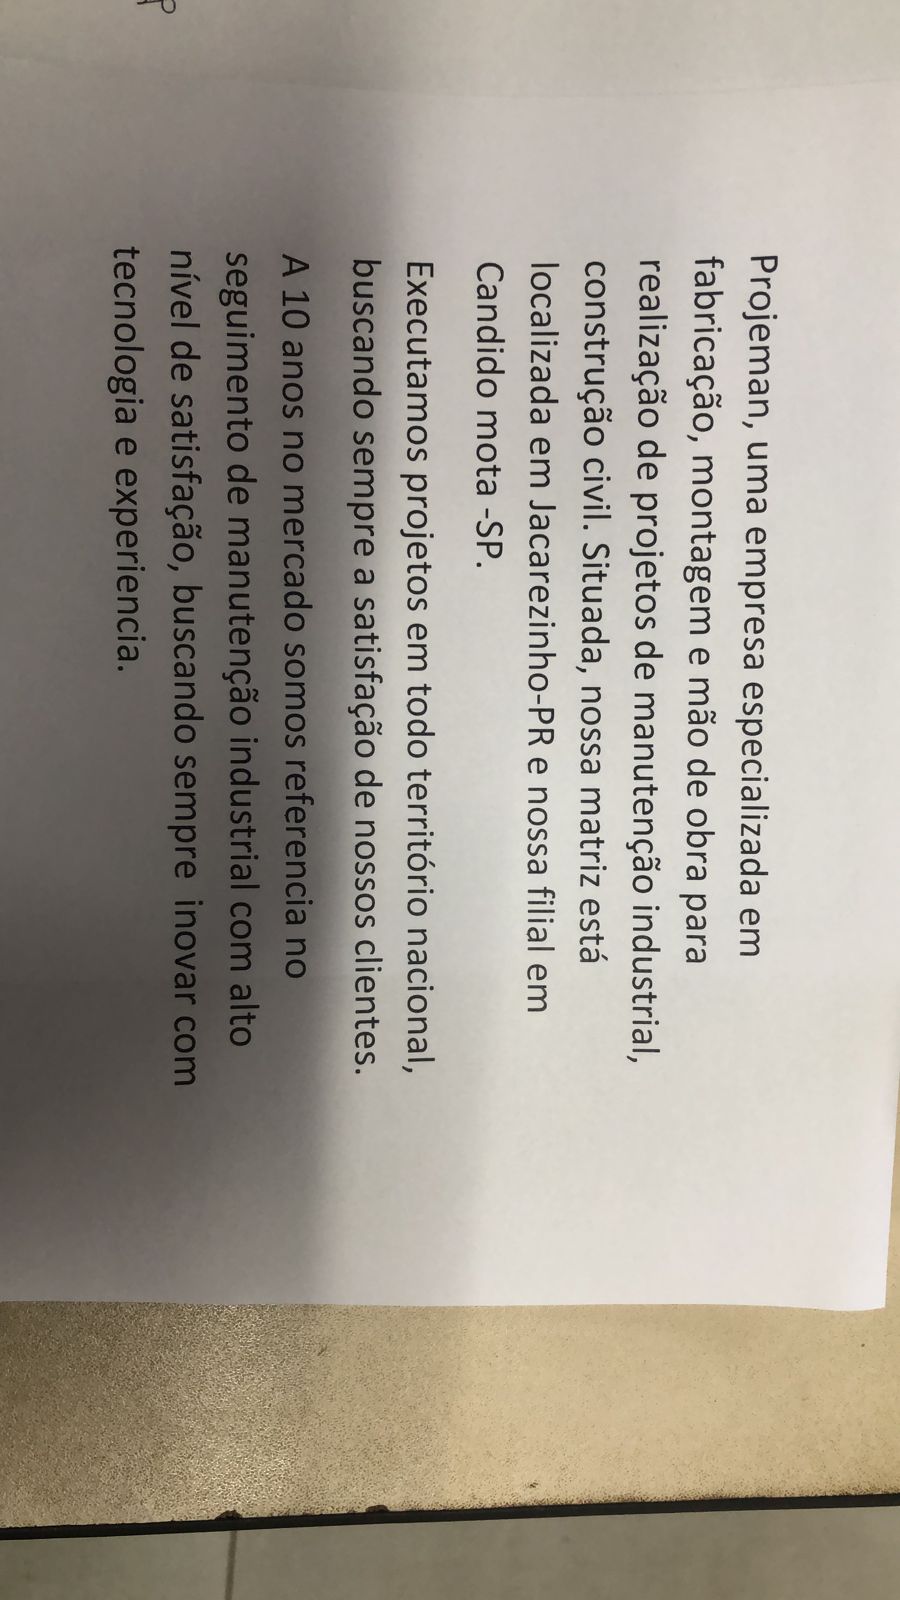 Projeman, uma empresa especializada em
fabricação, montagem e mão de obra para
realização de projetos de manutenção industrial,
construção civil. Situada, nossa matriz está
localizada em Jacarezinho-PR e nossa filial em
Candido mota -SP.
Executamos projetos em todo território nacional,
buscando sempre a satisfação de nossos clientes.
A 10 anos no mercado somos referencia no
seguimento de manutenção industrial com alto
nível de satisfação, buscando sempre  inovar com
tecnologia e experiencia.